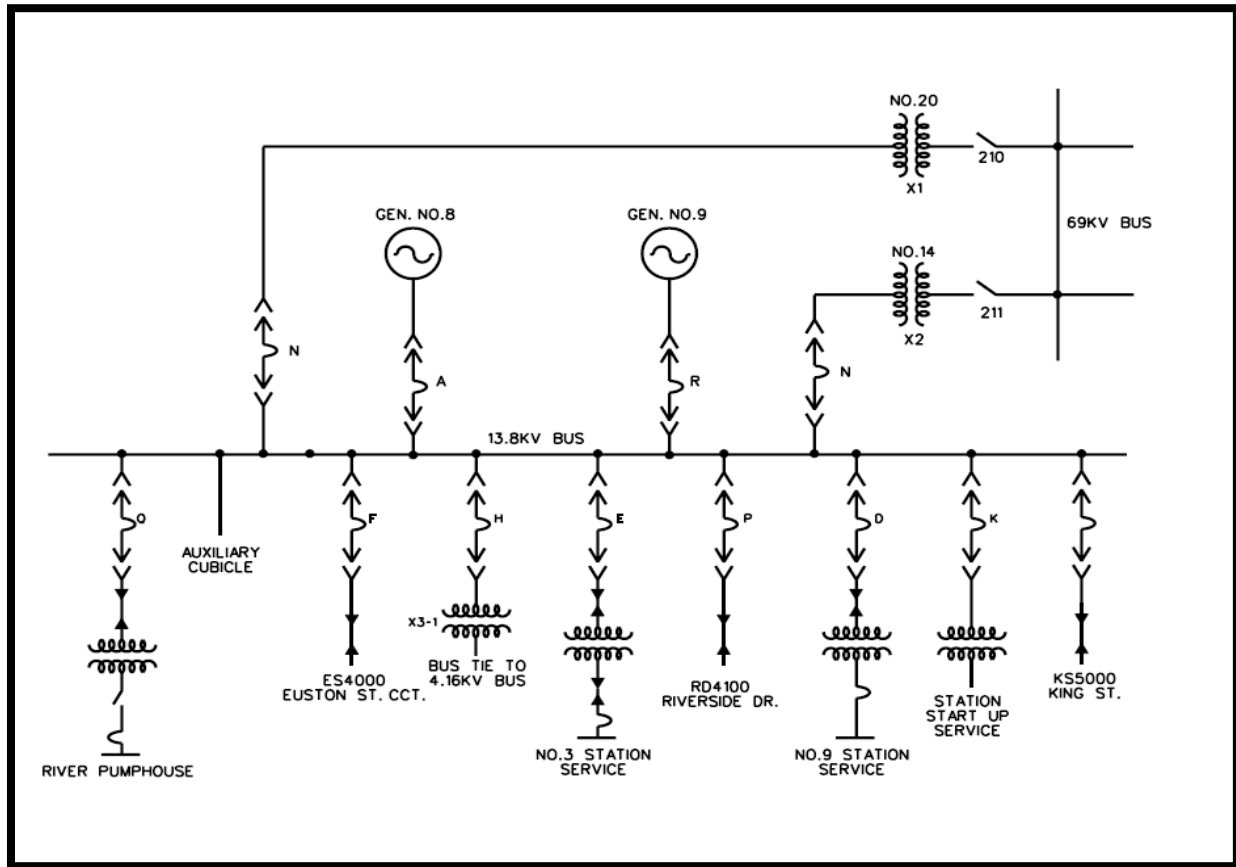 NO.20
210
X1
GEN. NO.8
GEN. NO.9
69KV BUS
NO.14
211
X2
N
A
R
N
13.8KV BUS
Q
F
H
E
P
D
K
AUXILIARY
CUBICLE
X3-1
BUS TIE TO
4.16KV BUS
ES4000
EUSTON ST. CCT.
RD4100
RIVERSIDE DR.
STATION
START UP
SERVICE
KS5000
KING ST.
RIVER PUMPHOUSE
NO.3 STATION
SERVICE
NO.9 STATION
SERVICE